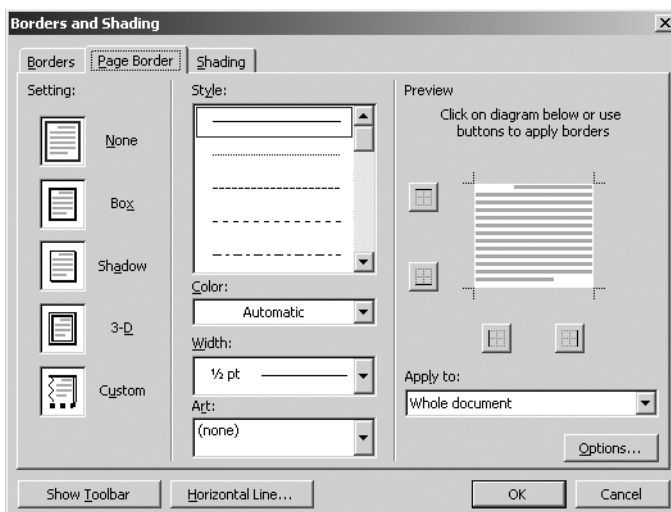 Borders and Shading
Borders Page Border Shading
Setting:
None
Box
Shadow
3-D
Custom
Style:
Color:
Automatic
Width:
½ pt
Art:
(none)
Preview
Click on diagram below or use
buttons to apply borders
Apply to:
Whole document
Options...
Show Toolbar Horizontal Line... OK Cancel